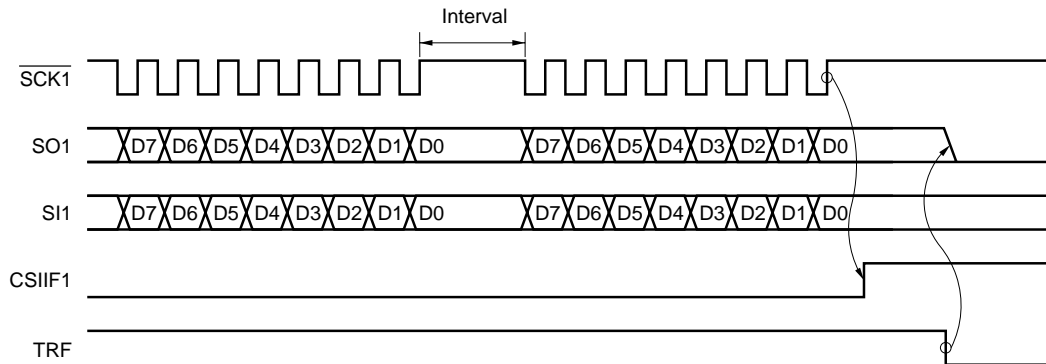 Interval
SCK1
SO1 D7 D6 D5 D4 D3 D2 D1 D0 D7 D6 D5 D4 D3 D2 D1 D0
SI1 D7 D6 D5 D4 D3 D2 D1 D0 D7 D6 D5 D4 D3 D2 D1 D0
CSIIF1
TRF